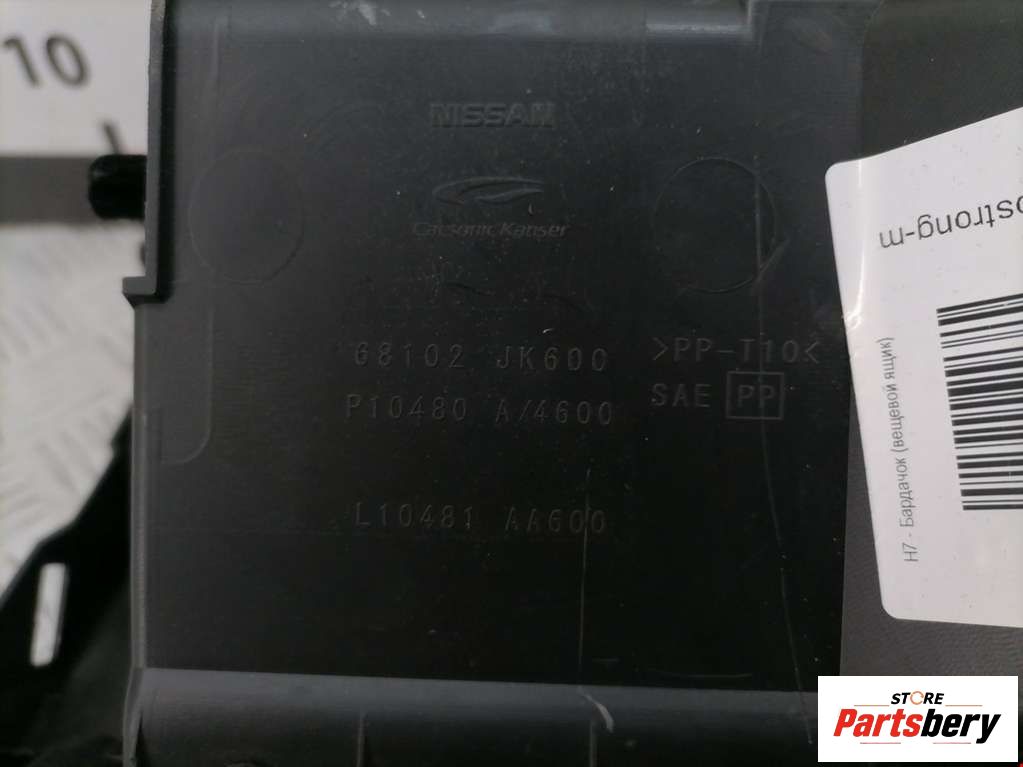 10
NISSAN
Calsonic Kansei
68102 JK600
P10480 A/4600
L10481 AA600
>PP-T10<
SAE PP
H7 - Бардачок (вещевой ящик)
STORE
Partsbery